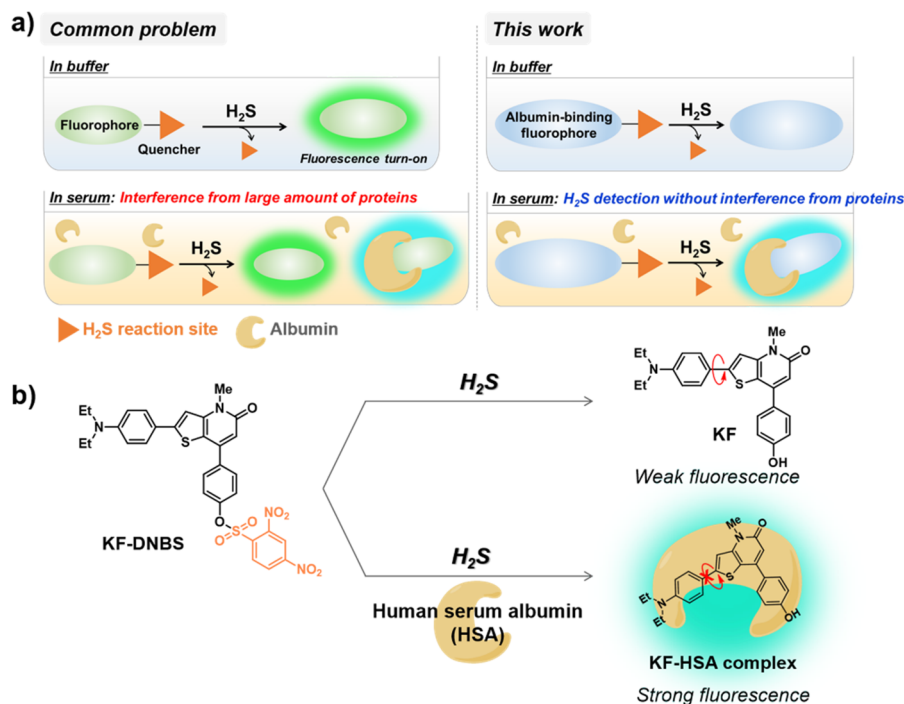 a)
Common problem
This work
In buffer
Fluorophore
Quencher
H2S
Fluorescence turn-on
In buffer
Albumin-binding
fluorophore
H2S
In serum: Interference from large amount of proteins
H2S
In serum: H2S detection without interference from proteins
H2S
H2S reaction site
Albumin
b)
Et
N
Et
S
Me
N
O
O
O
S
O
NO2
NO2
KF-DNBS
H2S
Et
N
Et
S
Me
N
O
OH
KF
Weak fluorescence
H2S
Human serum albumin
(HSA)
Et
N
Et
S
Me
N
O
OH
KF-HSA complex
Strong fluorescence